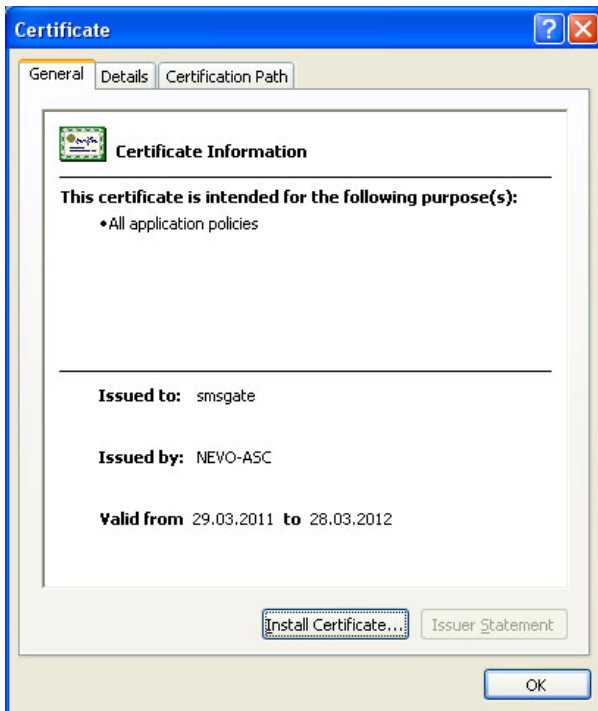 Certificate
General Details Certification Path
Certificate Information
This certificate is intended for the following purpose(s):
•All application policies
Issued to: smsgate
Issued by: NEVO-ASC
Valid from 29.03.2011 to 28.03.2012
Install Certificate... Issuer Statement
OK